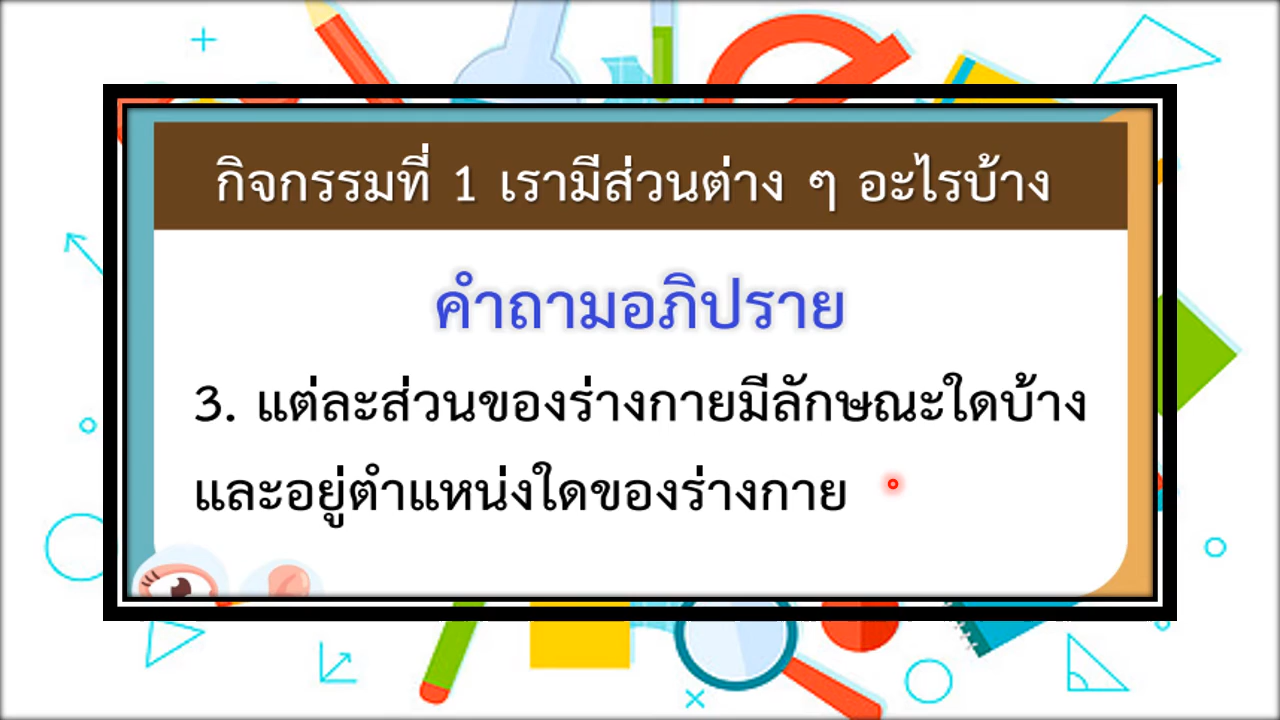 กิจกรรมที่ 1 เรามีส่วนต่าง ๆ อะไรบ้าง
คำถามอภิปราย
3. แต่ละส่วนของร่างกายมีลักษณะใดบ้าง
และอยู่ตำแหน่งใดของร่างกาย